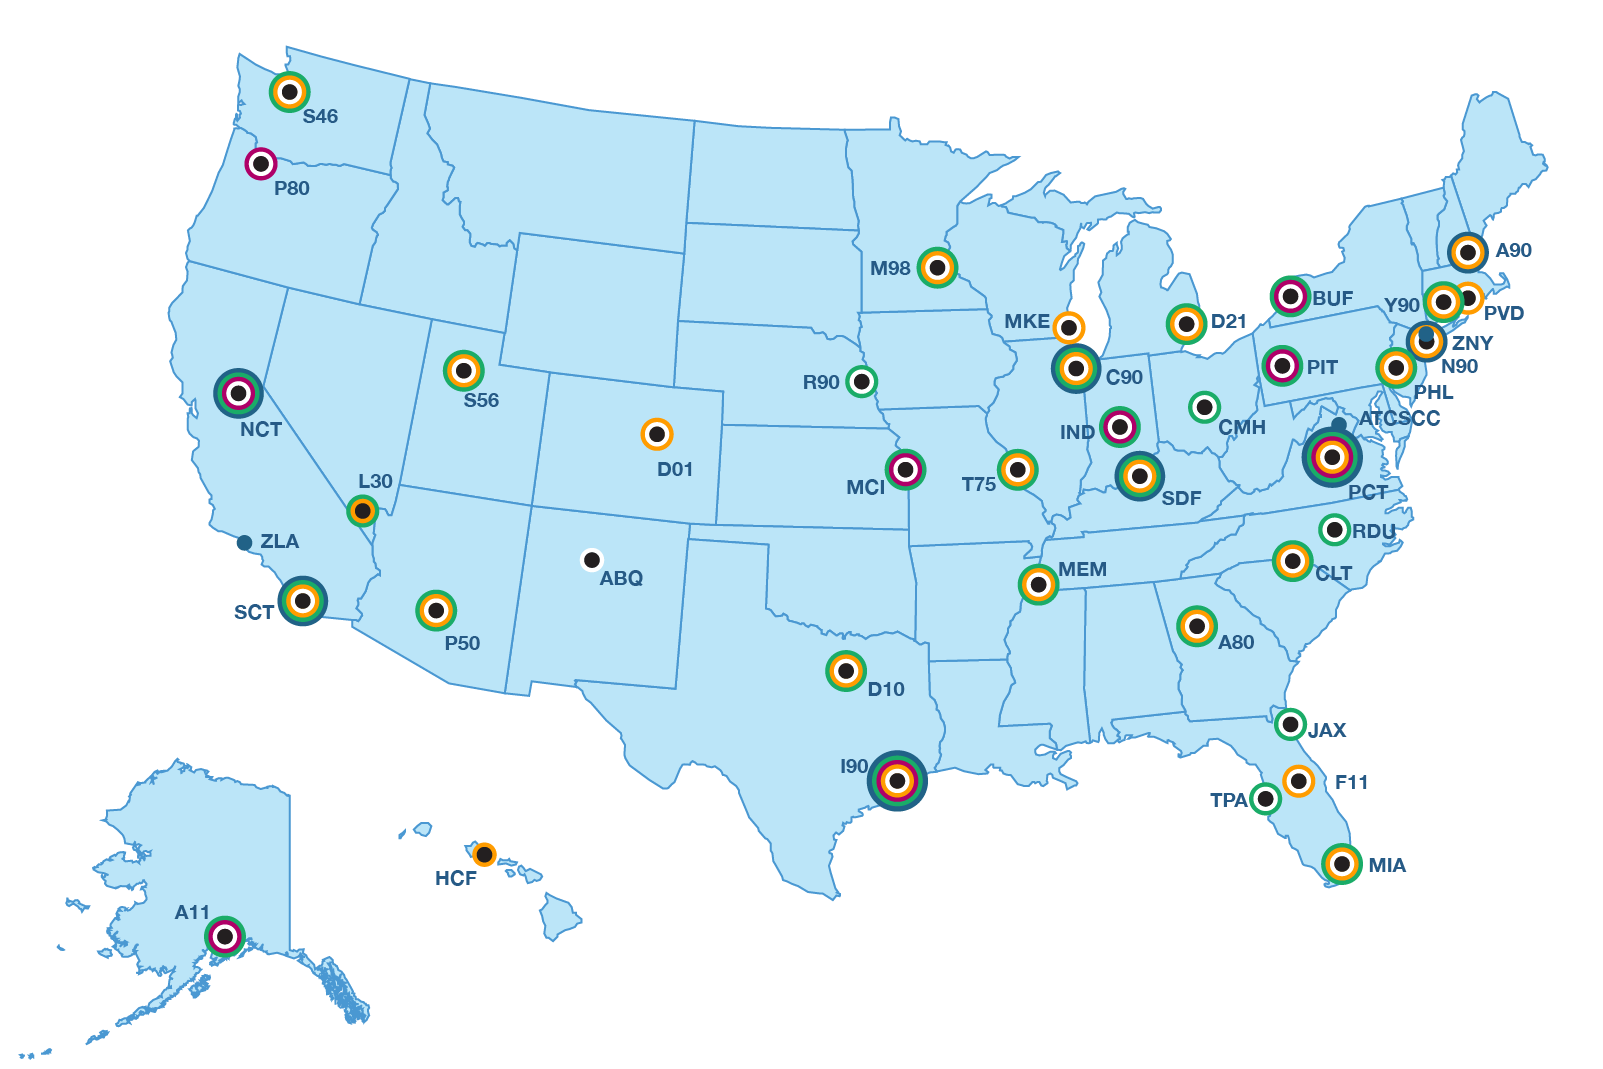 S46
P80
A90
M98
BUF
Y90
PVD
MKE
D21
ZNY
N90
PIT
C90
R90
S56
PHL
NCT
ATCSCC
CMH
IND
D01
L30
MCI
T75
SDF
PCT
RDU
ZLA
ABQ
MEM
CLT
SCT
P50
A80
D10
JAX
I90
F11
TPA
MIA
HCF
A11